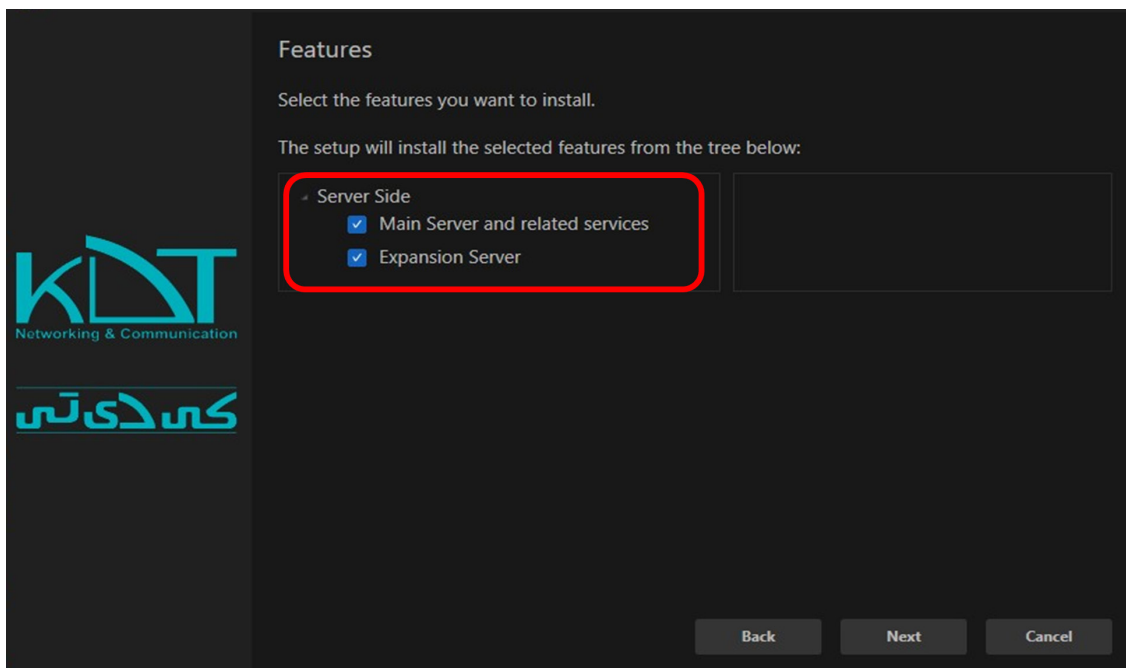 Features
Select the features you want to install.
The setup will install the selected features from the tree below:
Server Side
Main Server and related services
Expansion Server
KDT
Networking & Communication
کی دی تی
Back
Next
Cancel